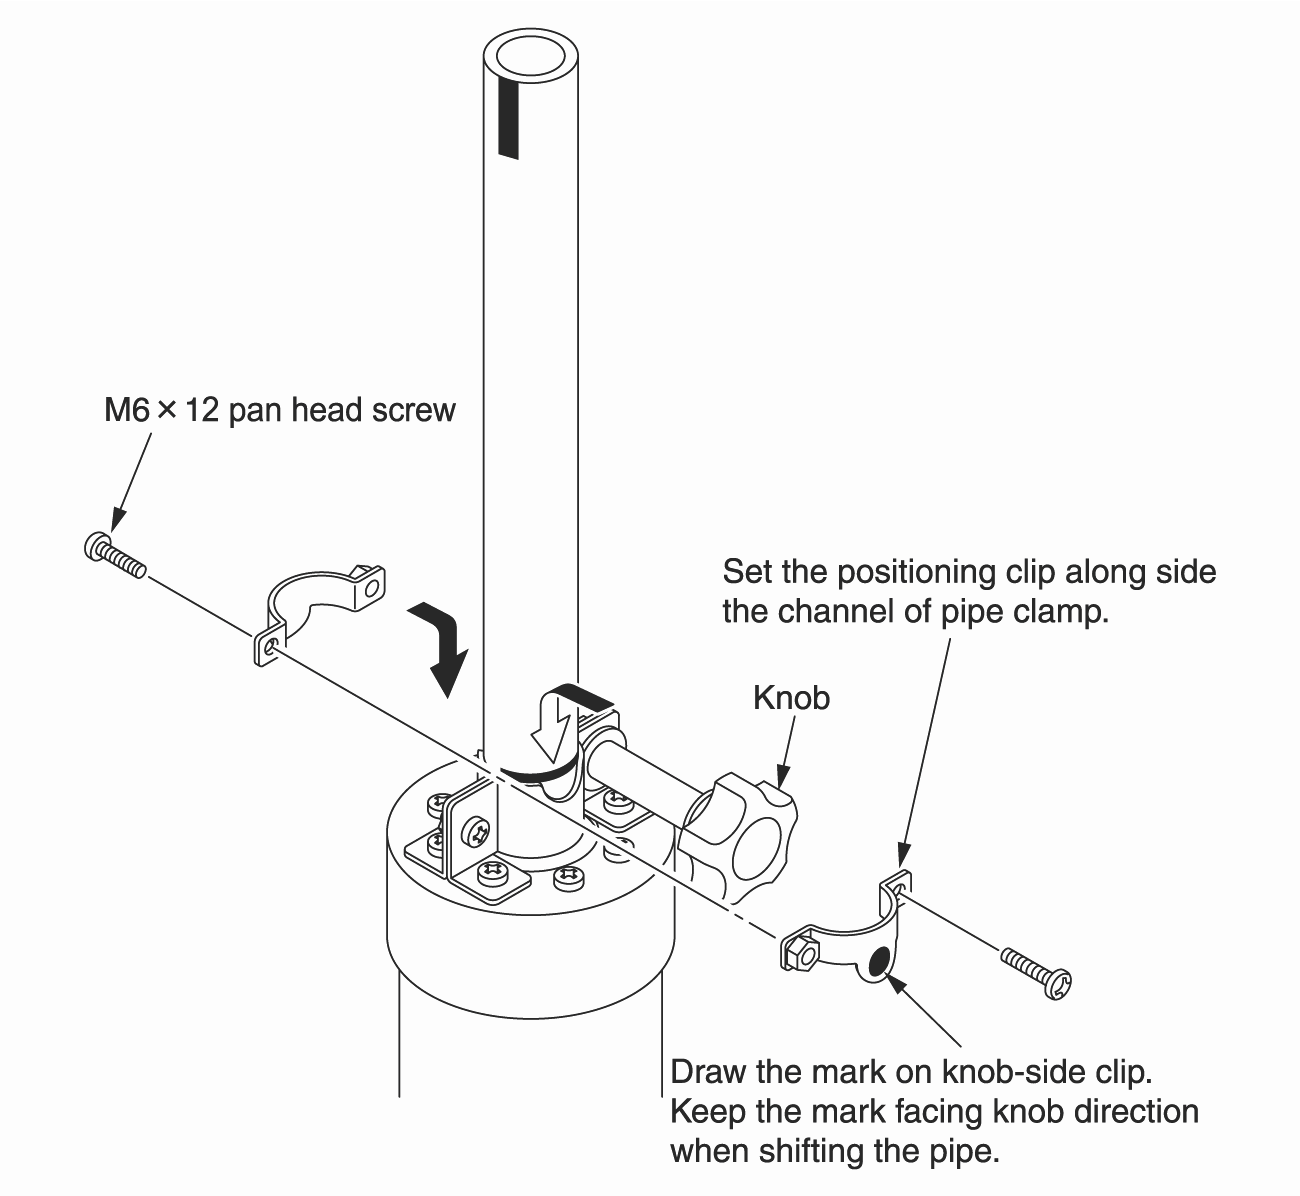 M6 × 12 pan head screw
Set the positioning clip along side
the channel of pipe clamp.
Knob
Draw the mark on knob-side clip.
Keep the mark facing knob direction
when shifting the pipe.